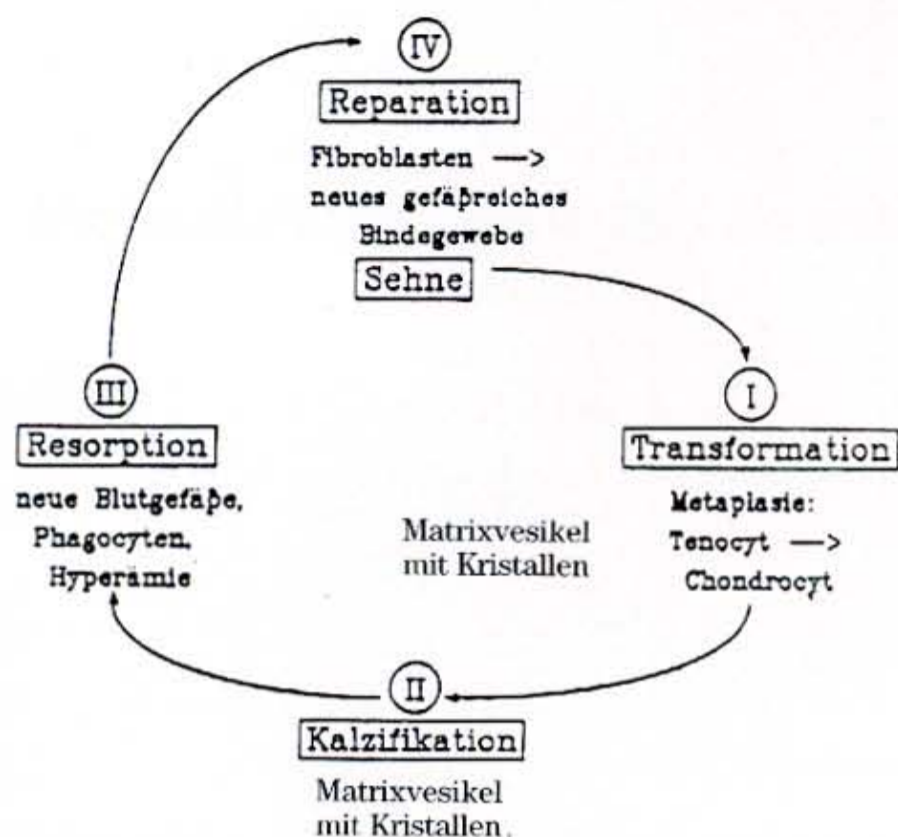 IV
Reparation
Fibroblasten —>
neues gefäßreiches
Bindegewebe
Sehne
I
Transformation
Metaplasie:
Tenocyt —>
Chondrocyt
Matrixvesikel
mit Kristallen
III
Resorption
neue Blutgefäße,
Phagocyten,
Hyperämie
II
Kalzifikation
Matrixvesikel
mit Kristallen.